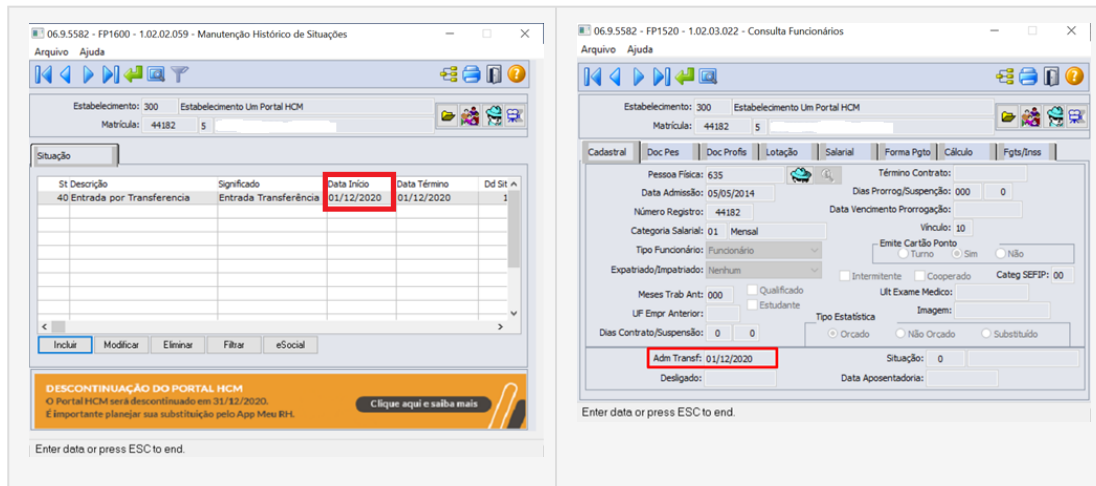 06.9.5582 - FP1600 - 1.02.02.059 - Manutenção Histórico de Situações
Arquivo Ajuda
Estabelecimento: 300 Estabelecimento Um Portal HCM
Matrícula: 44182 5
Situação
St Descrição Significado Data Início Data Término Dd Sit
40 Entrada por Transferencia Entrada Transferência 01/12/2020 01/12/2020 1
Incluir Modificar Eliminar Filtrar eSocial
DESCONTINUAÇÃO DO PORTAL HCM
O Portal HCM será descontinuado em 31/12/2020.
É importante planejar sua substituição pelo App Meu RH.
Clique aqui e saiba mais
Enter data or press ESC to end.
06.9.5582 - FP1520 - 1.02.03.022 - Consulta Funcionários
Arquivo Ajuda
Estabelecimento: 300 Estabelecimento Um Portal HCM
Matrícula: 44182 5
Cadastral Doc Pes Doc Profis Lotação Salarial Forma Pgto Cálculo Fgts/Inss
Pessoa Física: 635 Término Contrato:
Data Admissão: 05/05/2014 Dias Prorrog/Suspenção: 000 0
Número Registro: 44182 Data Vencimento Prorrogação:
Categoria Salarial: 01 Mensal Vínculo: 10
Tipo Funcionário: Funcionário Emite Cartão Ponto
Turno Sim Não
Expatriado/Impatriado: Nenhum Intermitente Cooperado Categ SEFIP: 00
Meses Trab Ant: 000 Qualificado Ult Exame Medico:
Estudante
UF Empr Anterior: Imagem:
Tipo Estatística
Dias Contrato/Suspensão: 0 0 Orcado Não Orcado Substituído
Adm Transf: 01/12/2020 Situação: 0
Desligado: Data Aposentadoria:
Enter data or press ESC to end.